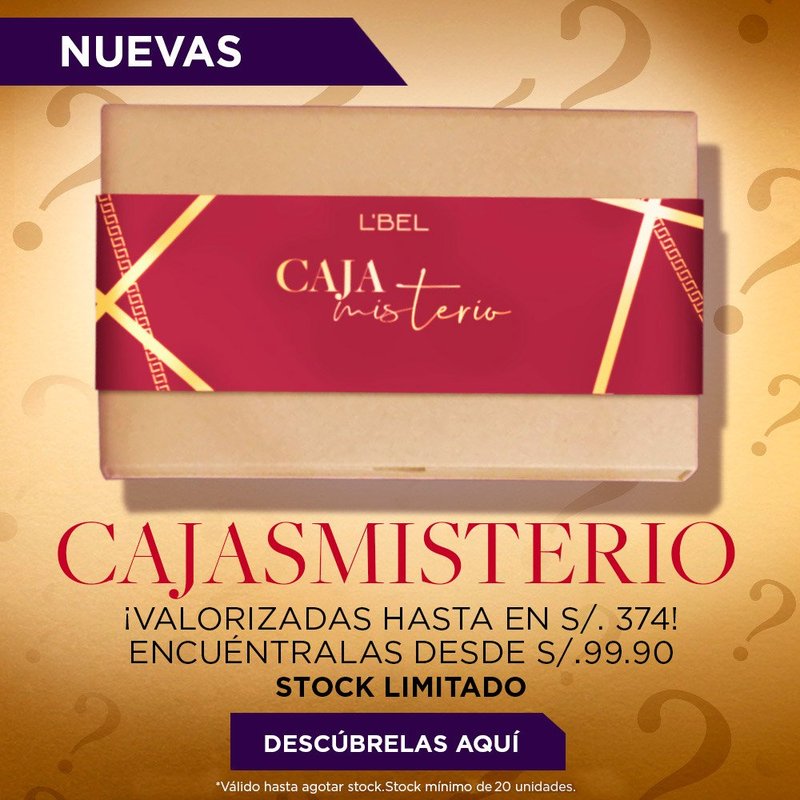 NUEVAS
L'BEL
CAJA
misterio
CAJASMISTERIO
¡VALORIZADAS HASTA EN S/. 374!
ENCUÉNTRALAS DESDE S/.99.90
STOCK LIMITADO
DESCÚBRELAS AQUÍ
*Válido hasta agotar stock.Stock mínimo de 20 unidades.